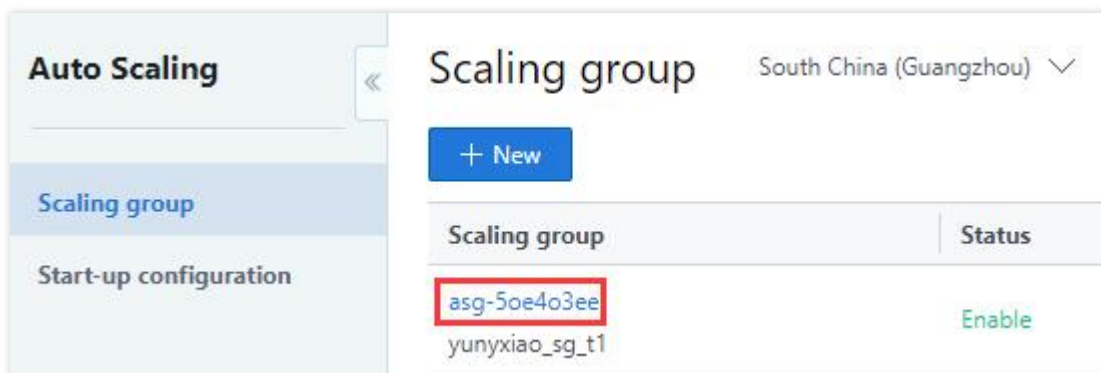 Auto Scaling
Scaling group
Start-up configuration
Scaling group South China (Guangzhou)
+ New
Scaling group Status
asg-5oe4o3ee Enable
yunyxiao_sg_t1